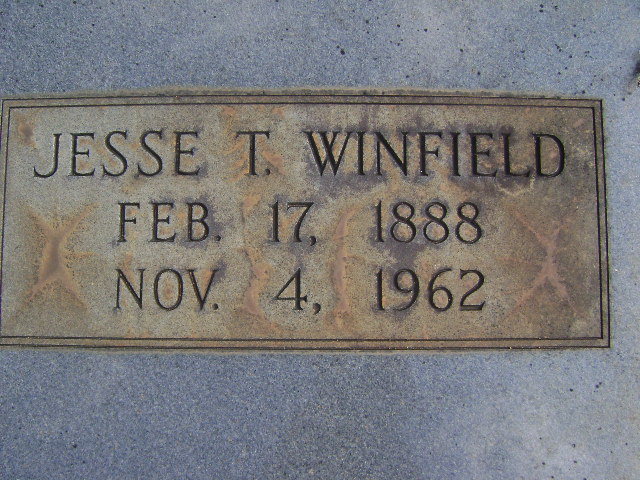 JESSE T. WINFIELD
FEB. 17, 1888
NOV. 4, 1962